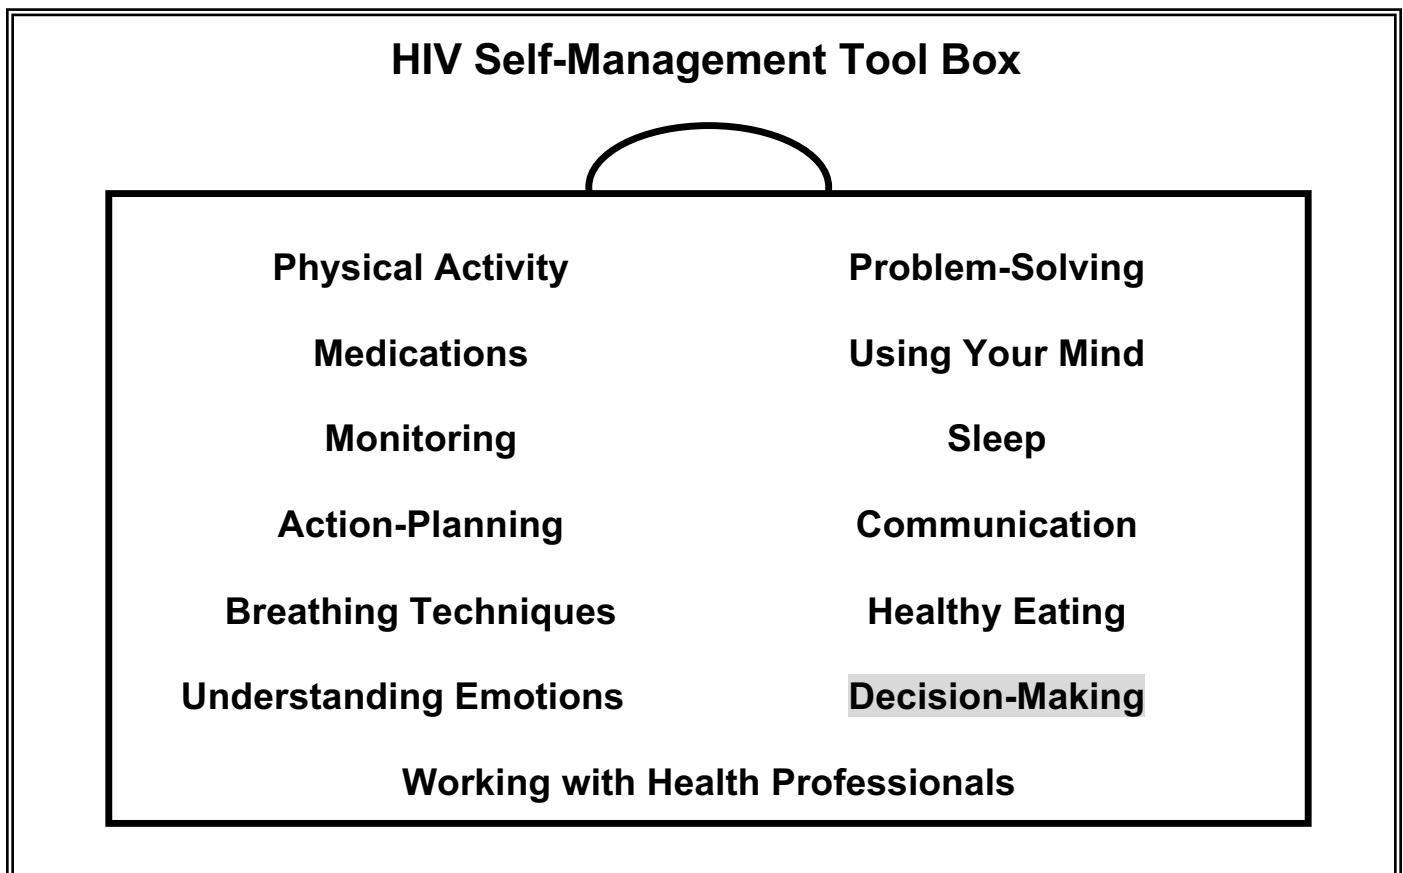 HIV Self-Management Tool Box
Physical Activity Problem-Solving
Medications Using Your Mind
Monitoring Sleep
Action-Planning Communication
Breathing Techniques Healthy Eating
Understanding Emotions Decision-Making
Working with Health Professionals